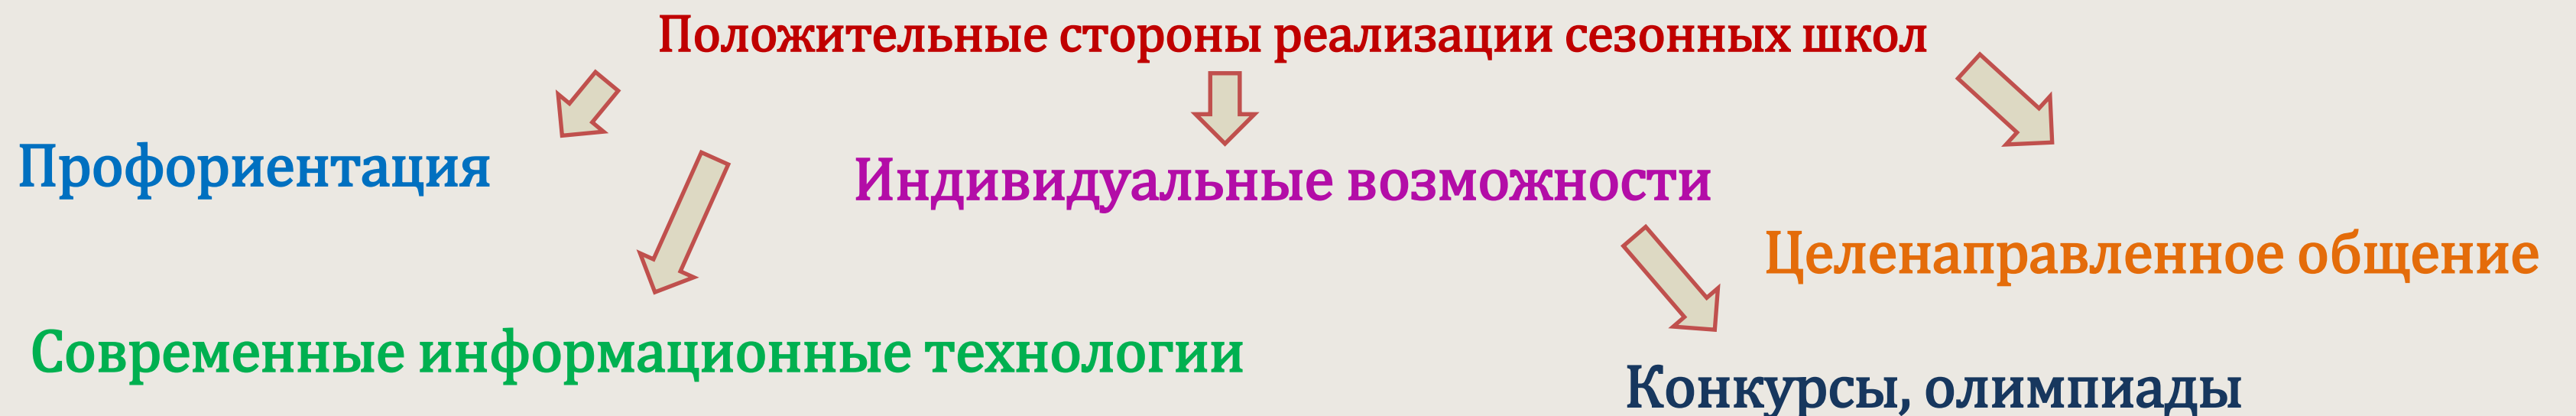 Положительные стороны реализации сезонных школ
Профориентация
Индивидуальные возможности
Целенаправленное общение
Современные информационные технологии
Конкурсы, олимпиады